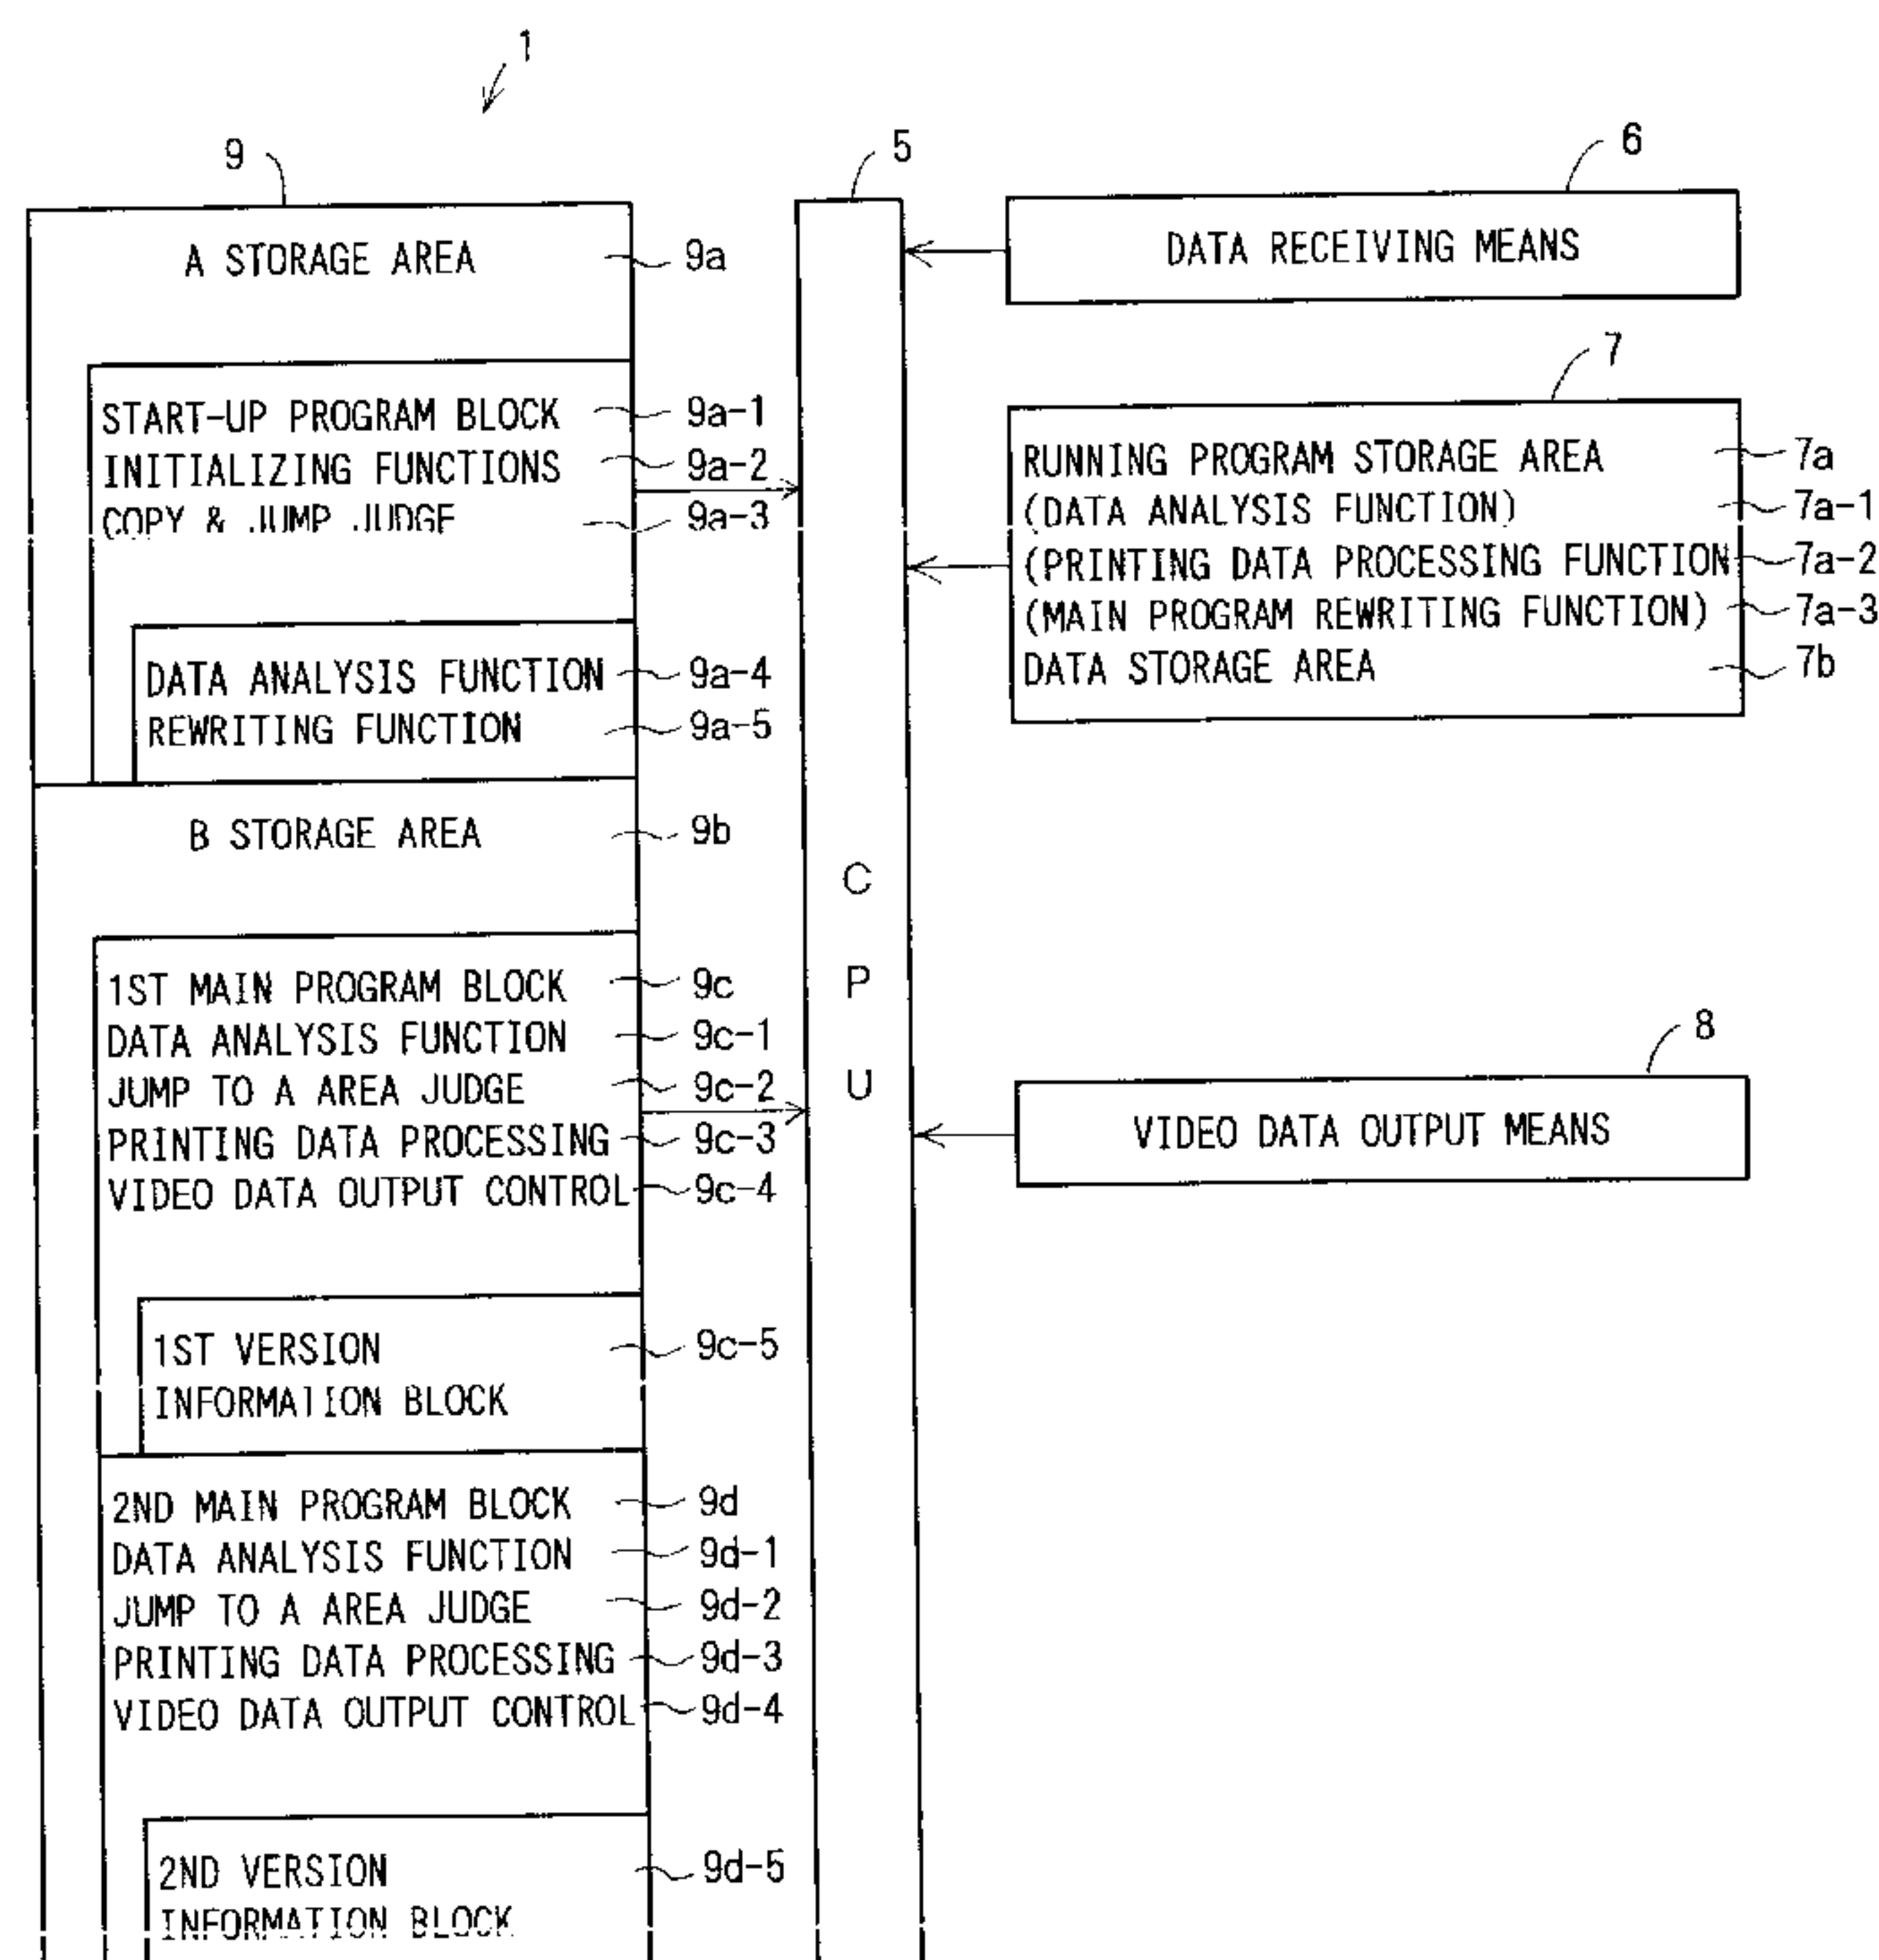 1
9
A STORAGE AREA 9a
START-UP PROGRAM BLOCK 9a-1
INITIALIZING FUNCTIONS 9a-2
COPY & JUMP JUDGE 9a-3
DATA ANALYSIS FUNCTION 9a-4
REWRITING FUNCTION 9a-5
B STORAGE AREA 9b
1ST MAIN PROGRAM BLOCK 9c
DATA ANALYSIS FUNCTION 9c-1
JUMP TO A AREA JUDGE 9c-2
PRINTING DATA PROCESSING 9c-3
VIDEO DATA OUTPUT CONTROL 9c-4
1ST VERSION 9c-5
INFORMATION BLOCK
2ND MAIN PROGRAM BLOCK 9d
DATA ANALYSIS FUNCTION 9d-1
JUMP TO A AREA JUDGE 9d-2
PRINTING DATA PROCESSING 9d-3
VIDEO DATA OUTPUT CONTROL 9d-4
2ND VERSION 9d-5
INFORMATION BLOCK
5
C
P
U
6
DATA RECEIVING MEANS
7
RUNNING PROGRAM STORAGE AREA 7a
(DATA ANALYSIS FUNCTION) 7a-1
(PRINTING DATA PROCESSING FUNCTION 7a-2
(MAIN PROGRAM REWRITING FUNCTION) 7a-3
DATA STORAGE AREA 7b
8
VIDEO DATA OUTPUT MEANS